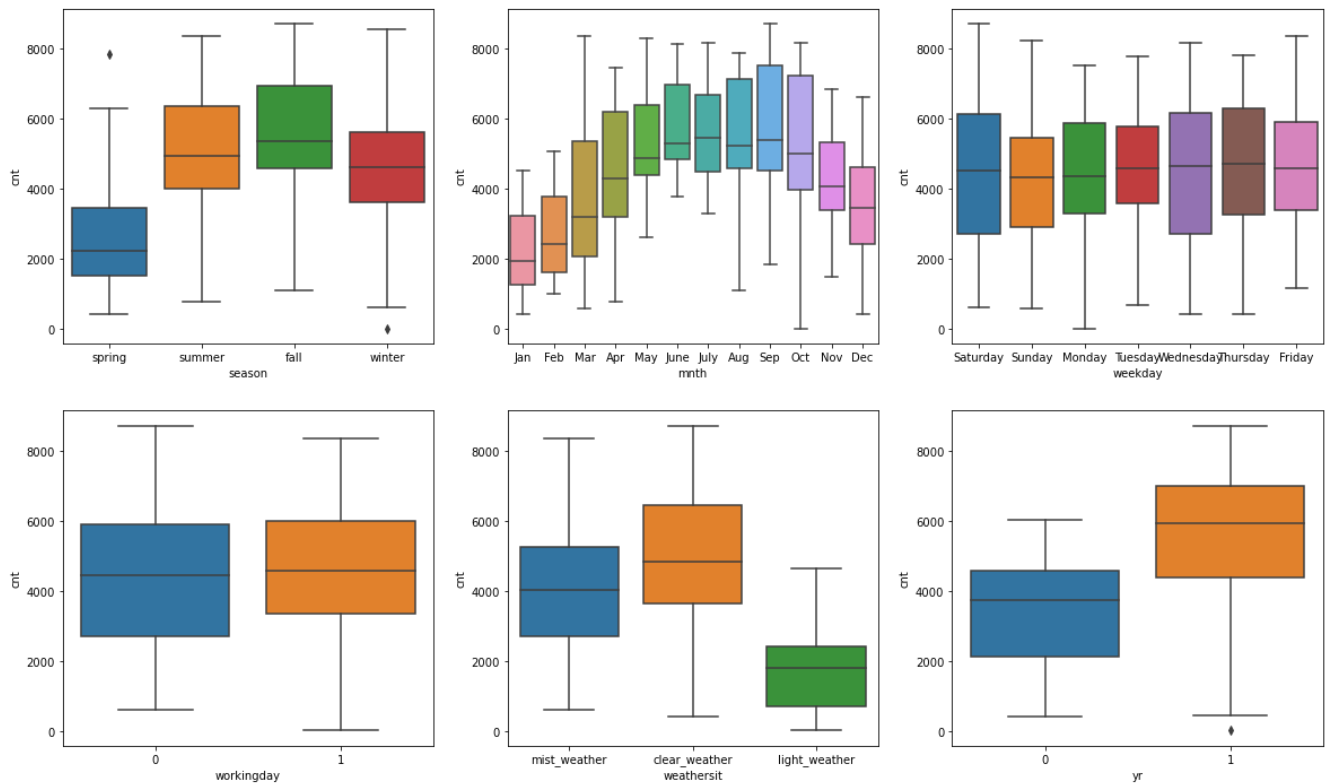 cnt
8000
6000
4000
2000
0
spring summer fall winter
season
cnt
8000
6000
4000
2000
0
Jan Feb Mar Apr May June July Aug Sep Oct Nov Dec
mnth
cnt
8000
6000
4000
2000
0
Saturday Sunday Monday Tuesday Wednesday Thursday Friday
weekday
cnt
8000
6000
4000
2000
0
0 1
workingday
cnt
8000
6000
4000
2000
0
mist_weather clear_weather light_weather
weathersit
cnt
8000
6000
4000
2000
0
0 1
yr